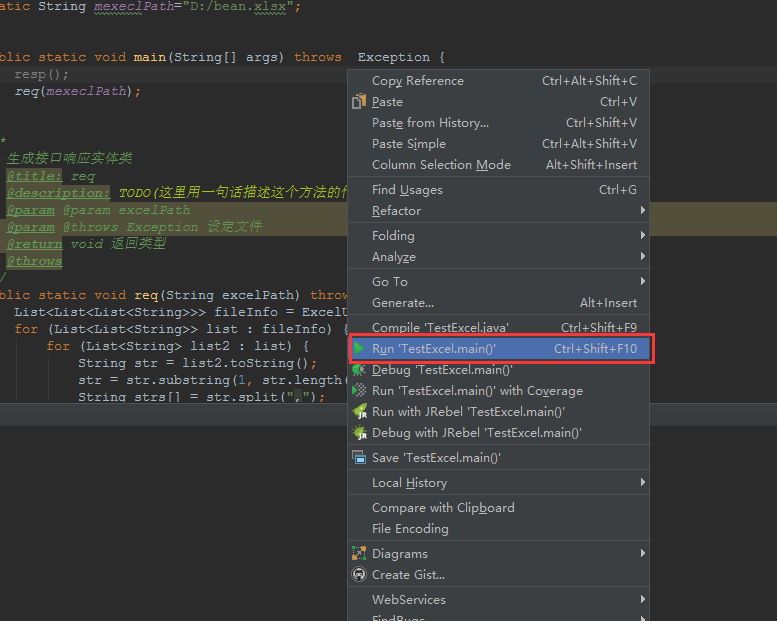 atic String mexeclPath="D:/bean.xlsx";
blic static void main(String[] args) throws Exception {
resp();
req(mexeclPath);
*
生成接口响应实体类
@title: req
@description: TODO(这里用一句话描述这个方法的
@param @param excelPath
@param @throws Exception 设定文件
@return void 返回类型
@throws
/
blic static void req(String excelPath) throw
List<List<List<String>>> fileInfo = ExcelU
for (List<List<String>> list : fileInfo) {
for (List<String> list2 : list) {
String str = list2.toString();
str = str.substring(1, str.length(
String strs[] = str.split(",");
Copy Reference Ctrl+Alt+Shift+C
Paste Ctrl+V
Paste from History... Ctrl+Shift+V
Paste Simple Ctrl+Alt+Shift+V
Column Selection Mode Alt+Shift+Insert
Find Usages Ctrl+G
Refactor
Folding
Analyze
Go To
Generate... Alt+Insert
Compile 'TestExcel.java' Ctrl+Shift+F9
Run 'TestExcel.main()' Ctrl+Shift+F10
Debug 'TestExcel.main()'
Run 'TestExcel.main()' with Coverage
Run with JRebel 'TestExcel.main()'
Debug with JRebel 'TestExcel.main()'
Save 'TestExcel.main()'
Local History
Compare with Clipboard
File Encoding
Diagrams
Create Gist...
WebServices
FindBugs